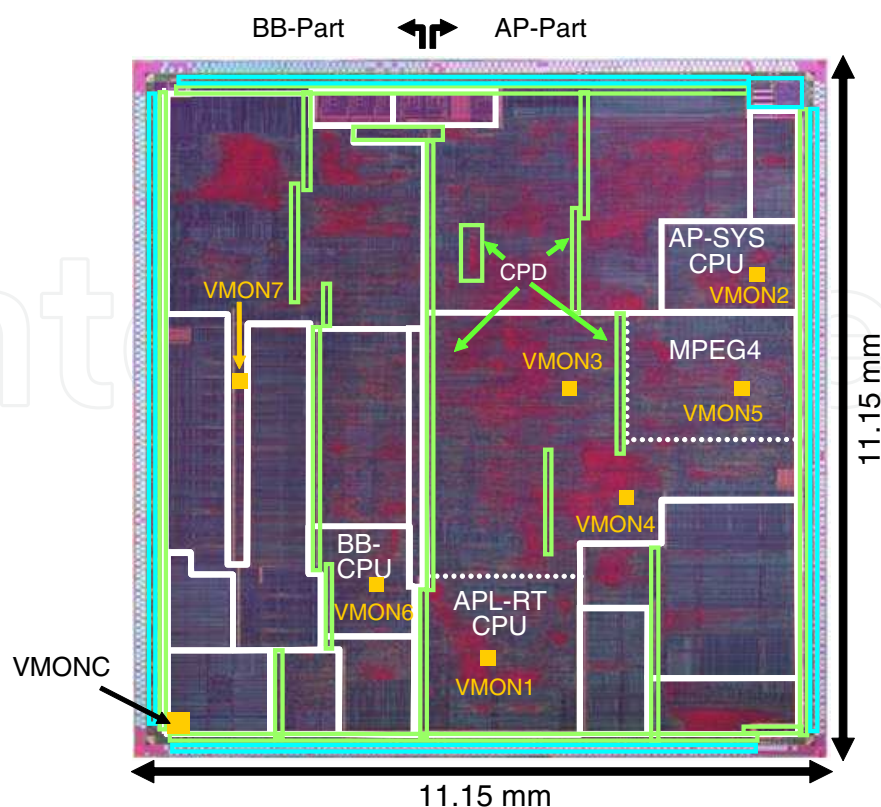 BB-Part
AP-Part
AP-SYS
CPU
VMON2
CPD
VMON7
VMON3
MPEG4
VMON5
11.15 mm
VMON4
BB-
CPU
VMON6
APL-RT
CPU
VMON1
VMONC
11.15 mm